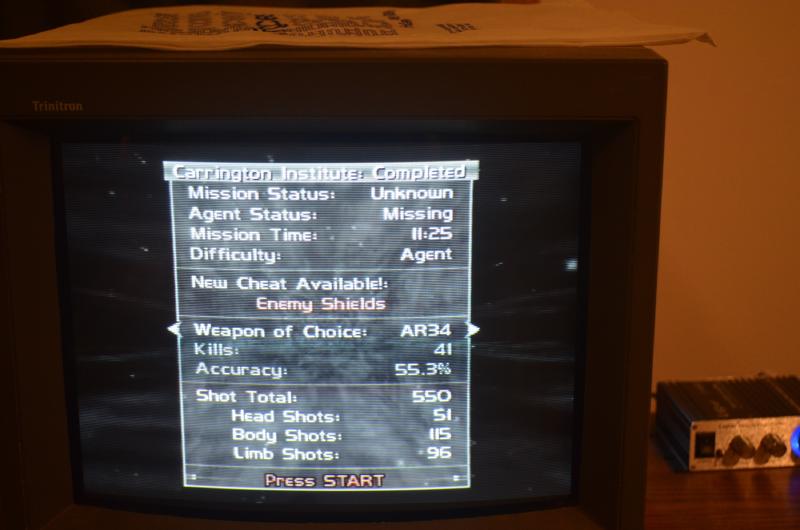 Trinitron
Carrington Institute: Completed
Mission Status: Unknown
Agent Status: Missing
Mission Time: 11:25
Difficulty: Agent
New Cheat Available!:
Enemy Shields
Weapon of Choice: AR34
Kills: 41
Accuracy: 55.3%
Shot Total: 550
Head Shots: 51
Body Shots: 115
Limb Shots: 96
Press START